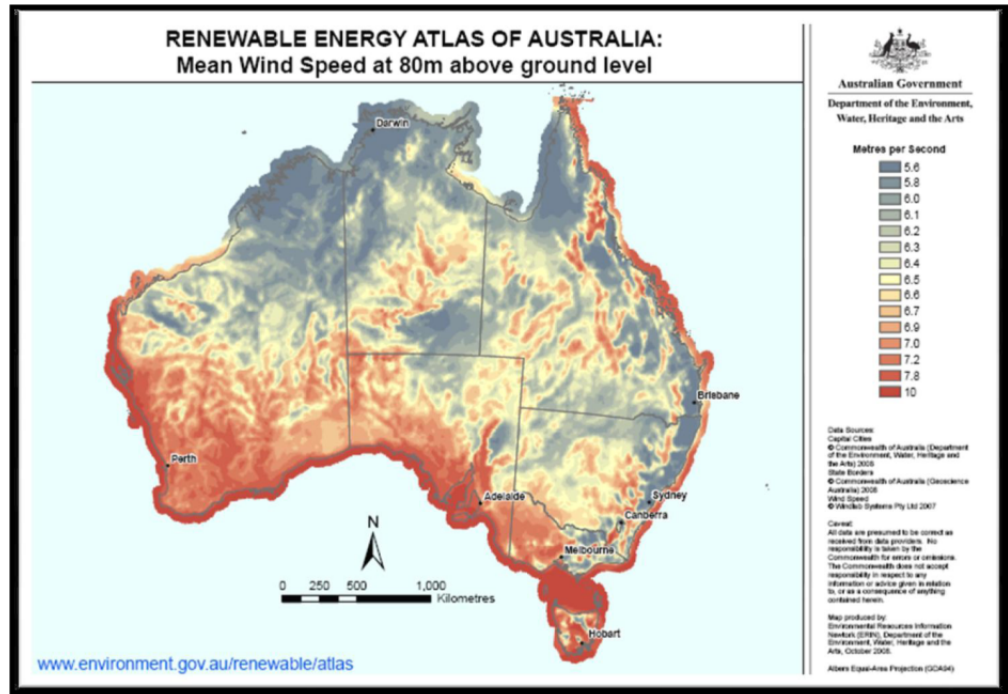 RENEWABLE ENERGY ATLAS OF AUSTRALIA:
Mean Wind Speed at 80m above ground level
Australian Government
Department of the Environment,
Water, Heritage and the Arts
Metres per Second
5.6
5.8
6.0
6.1
6.2
6.3
6.4
6.5
6.6
6.7
6.9
7.0
7.2
7.8
10
Darwin
Brisbane
Perth
Adelaide
Sydney
Canberra
Melbourne
Hobart
N
0 250 500 1,000
Kilometres
www.environment.gov.au/renewable/atlas
Data Sources:
Capital Cities
© Commonwealth of Australia (Department
of the Environment, Water, Heritage and
the Arts) 2008
State Borders
© Commonwealth of Australia (Geoscience
Australia) 2008
Wind Speed
© Windlab Systems Pty Ltd 2007
Caveat:
All data are presumed to be correct as
received from data providers. No
responsibility is taken by the
Commonwealth for errors or omissions.
The Commonwealth does not accept
responsibility in respect to any
information or advice given in relation
to, or as a consequence of anything
contained herein.
Map produced by:
Environmental Resources Information
Network (ERIN), Department of the
Environment, Water, Heritage and the
Arts, October 2008.
Albers Equal-Area Projection (GDA94)